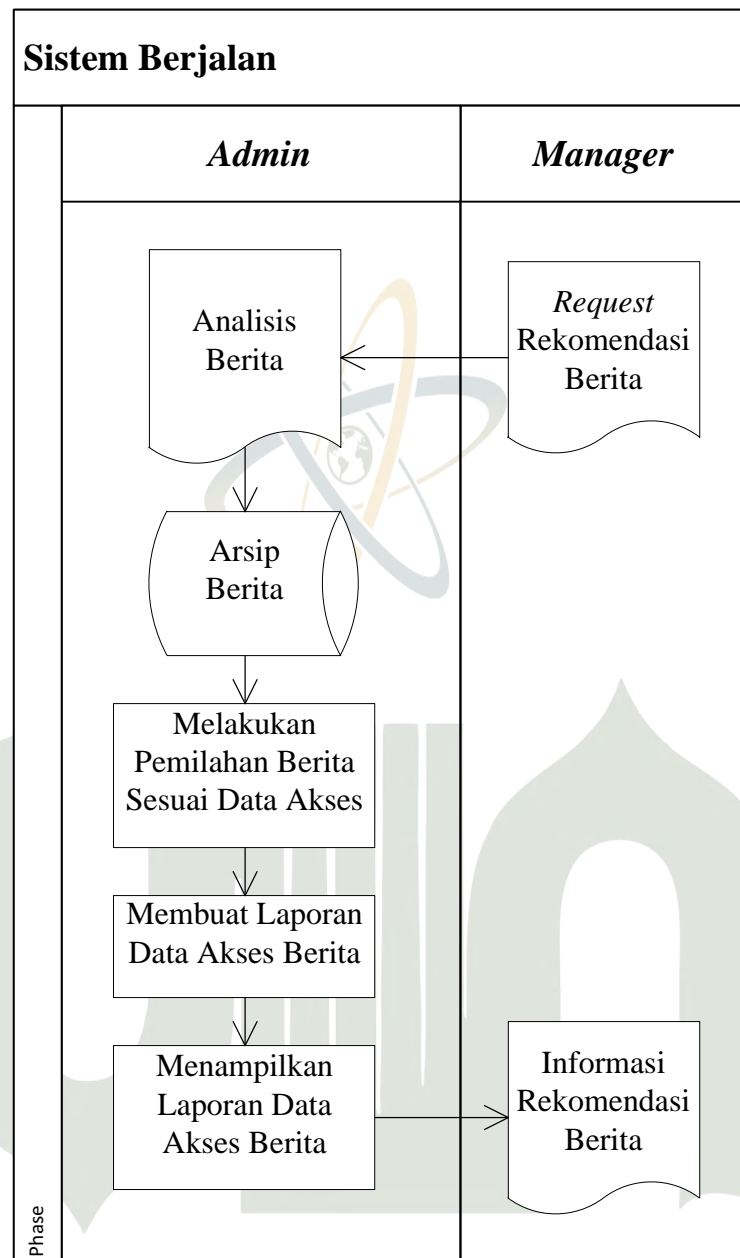 Sistem Berjalan
Admin
Manager
Request
Rekomendasi
Berita
Analisis
Berita
Arsip
Berita
Melakukan
Pemilahan Berita
Sesuai Data Akses
Membuat Laporan
Data Akses Berita
Menampilkan
Laporan Data
Akses Berita
Informasi
Rekomendasi
Berita
Phase